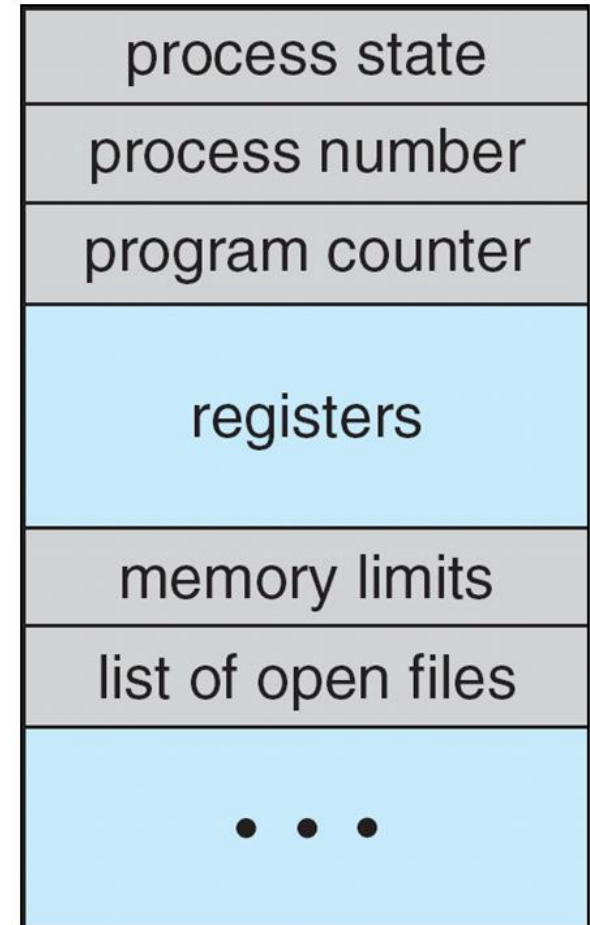 process state
process number
program counter
registers
memory limits
list of open files
• • •